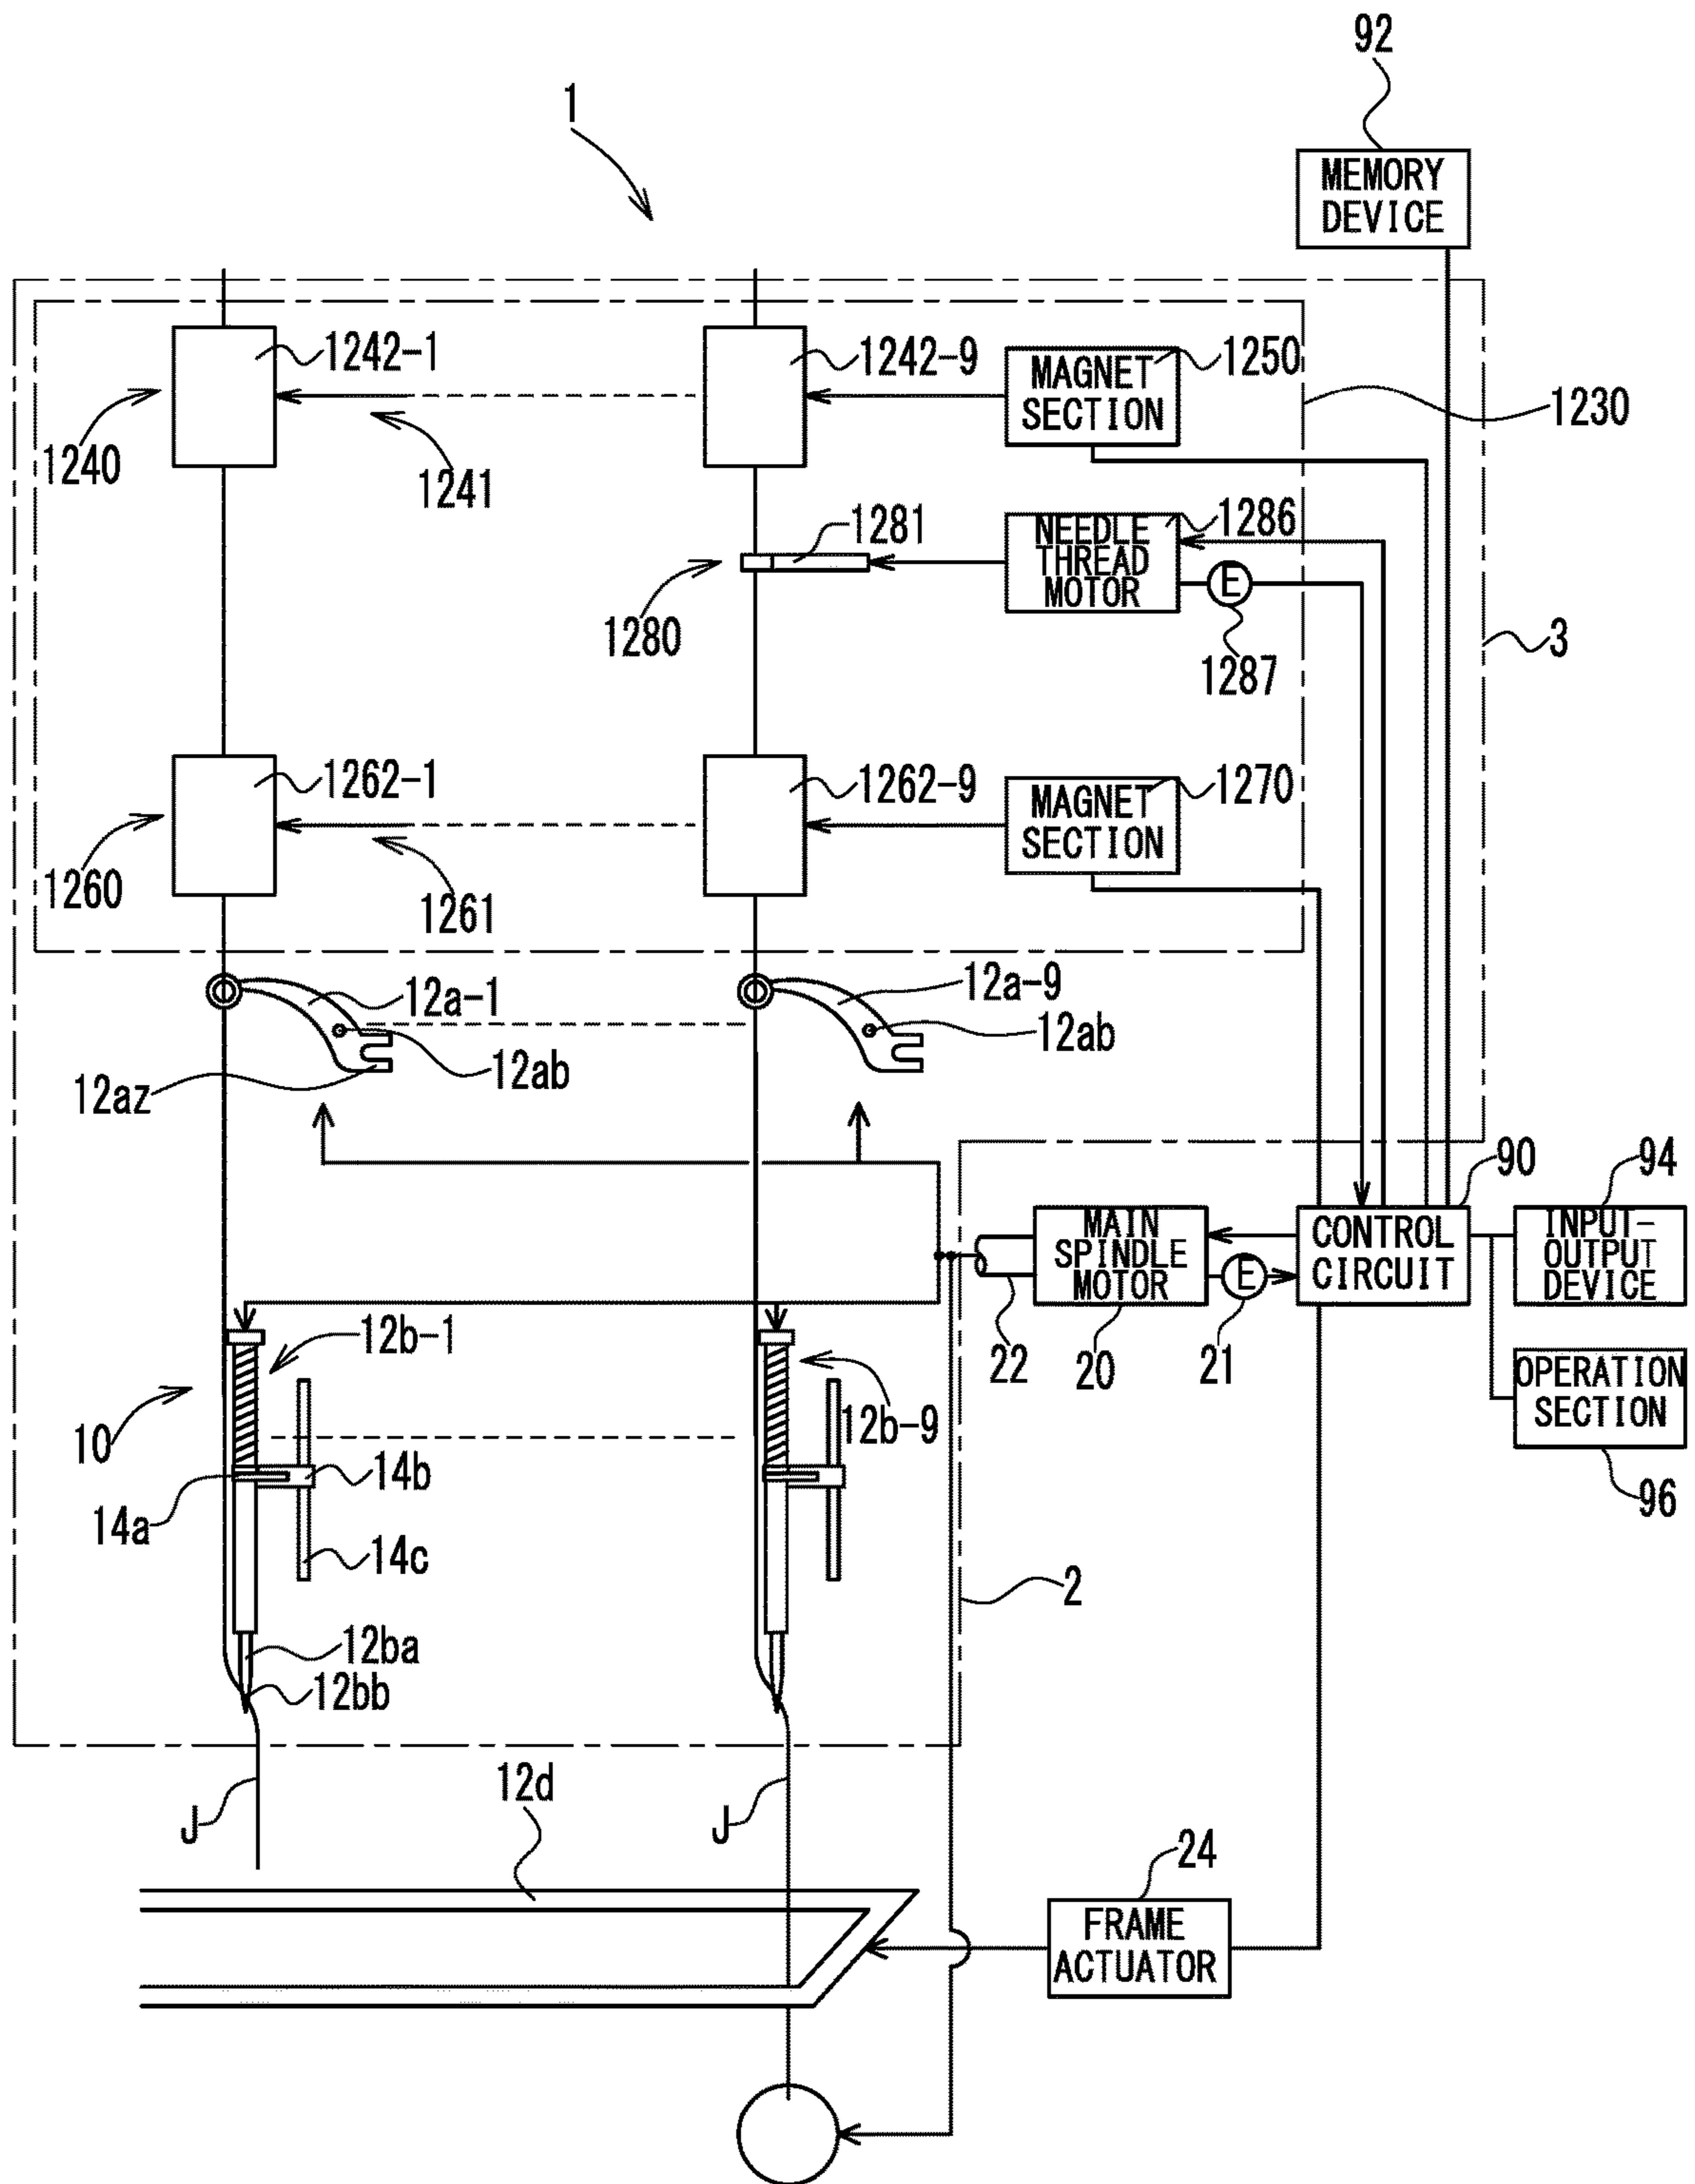 92
1
MEMORY
DEVICE
1242-1
1242-9
MAGNET
SECTION
1250
1230
1240
1241
1281
NEEDLE
THREAD
MOTOR
1286
E
1280
1287
3
1262-1
1262-9
MAGNET
SECTION
1270
1260
1261
12a-1
12a-9
12ab
12ab
12az
90
94
MAIN
SPINDLE
MOTOR
E
CONTROL
CIRCUIT
INPUT-
OUTPUT
DEVICE
12b-1
22
20
21
OPERATION
SECTION
10
12b-9
14b
96
14a
14c
2
12ba
12bb
12d
J
J
24
FRAME
ACTUATOR